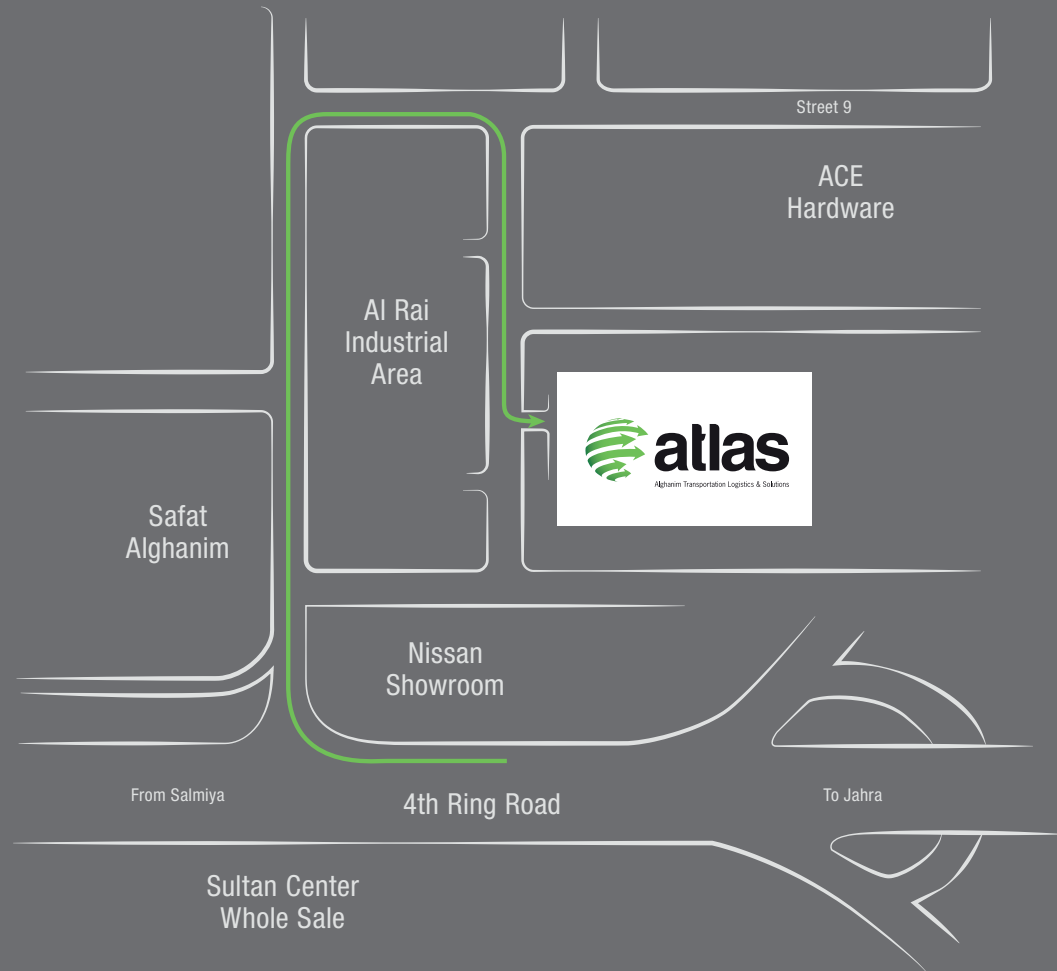 Street 9
ACE
Hardware
Al Rai
Industrial
Area
atlas
Alghanim Transportation Logistics & Solutions
Safat
Alghanim
Nissan
Showroom
From Salmiya
4th Ring Road
To Jahra
Sultan Center
Whole Sale